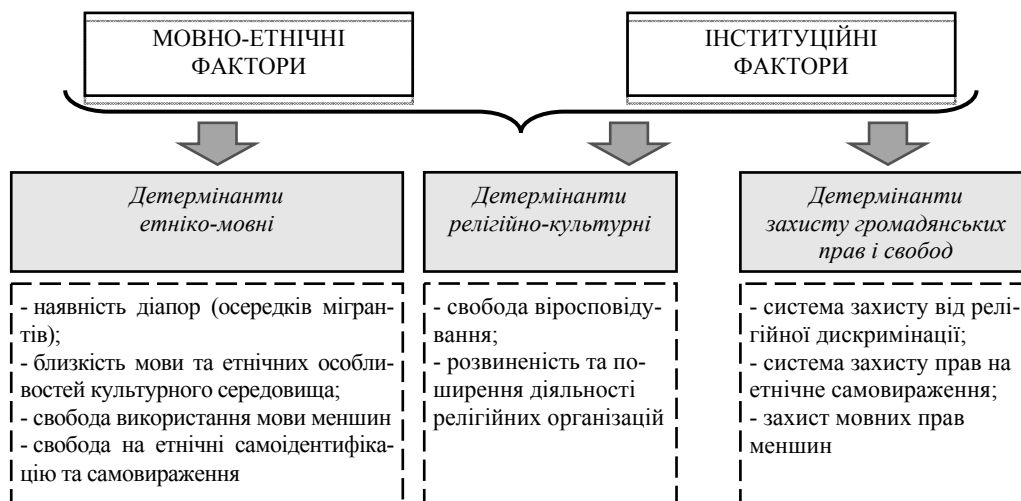 МОВНО-ЕТНІЧНІ
ФАКТОРИ
ІНСТИТУЦІЙНІ
ФАКТОРИ
Детермінанти
етніко-мовні
Детермінанти
релігійно-культурні
Детермінанти
захисту громадянських
прав і свобод
- наявність діапор (осередків мігран-
тів);
- близкість мови та етнічних особли-
востей культурного середовища;
- свобода використання мови меншин
- свобода на етнічні самоідентифіка-
цію та самовираження
- свобода віросповіду-
вання;
- розвиненість та по-
ширення діяльності
релігійних організацій
- система захисту від релі-
гійної дискримінації;
- система захисту прав на
етнічне самовираження;
- захист мовних прав
меншин